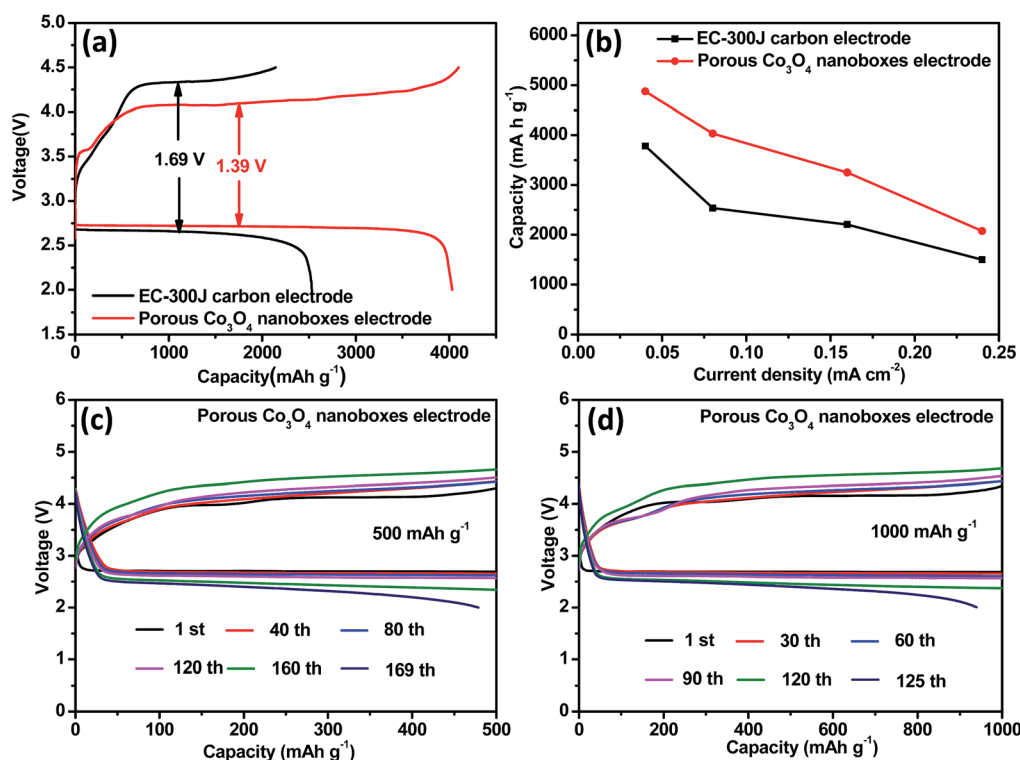 (a)
5.0
4.5
4.0
3.5
3.0
2.5
2.0
1.5
Voltage(V)
1.69 V
1.39 V
EC-300J carbon electrode
Porous Co₃O₄ nanoboxes electrode
0 500 1000 1500 2000 2500 3000 3500 4000 4500
Capacity(mAh g⁻¹)
(b)
6000
5000
4000
3000
2000
1000
0
Capacity (mA h g⁻¹)
EC-300J carbon electrode
Porous Co₃O₄ nanoboxes electrode
0.00 0.05 0.10 0.15 0.20 0.25
Current density (mA cm⁻²)
(c)
Porous Co₃O₄ nanoboxes electrode
6
5
4
3
2
1
0
Voltage (V)
500 mAh g⁻¹
1 st 40 th 80 th
120 th 160 th 169 th
0 100 200 300 400 500
Capacity (mAh g⁻¹)
(d)
Porous Co₃O₄ nanoboxes electrode
6
5
4
3
2
1
0
Voltage (V)
1000 mAh g⁻¹
1 st 30 th 60 th
90 th 120 th 125 th
0 200 400 600 800 1000
Capacity (mAh g⁻¹)